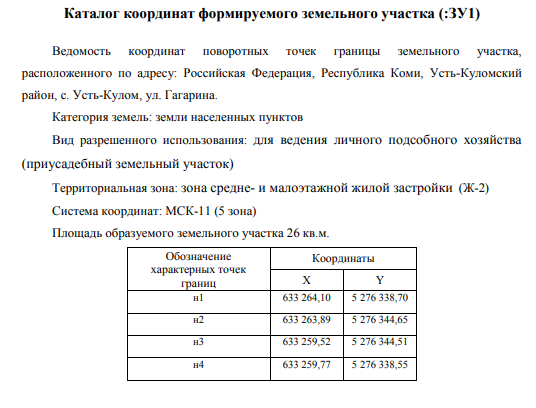 Каталог координат формируемого земельного участка (:ЗУ1)
Ведомость координат поворотных точек границы земельного участка,
расположенного по адресу: Российская Федерация, Республика Коми, Усть-Куломский
район, с. Усть-Кулом, ул. Гагарина.
Категория земель: земли населенных пунктов
Вид разрешенного использования: для ведения личного подсобного хозяйства
(приусадебный земельный участок)
Территориальная зона: зона средне- и малоэтажной жилой застройки (Ж-2)
Система координат: МСК-11 (5 зона)
Площадь образуемого земельного участка 26 кв.м.
Обозначение
характерных точек
границ
Координаты
X Y
н1 633 264,10 5 276 338,70
н2 633 263,89 5 276 344,65
н3 633 259,52 5 276 344,51
н4 633 259,77 5 276 338,55